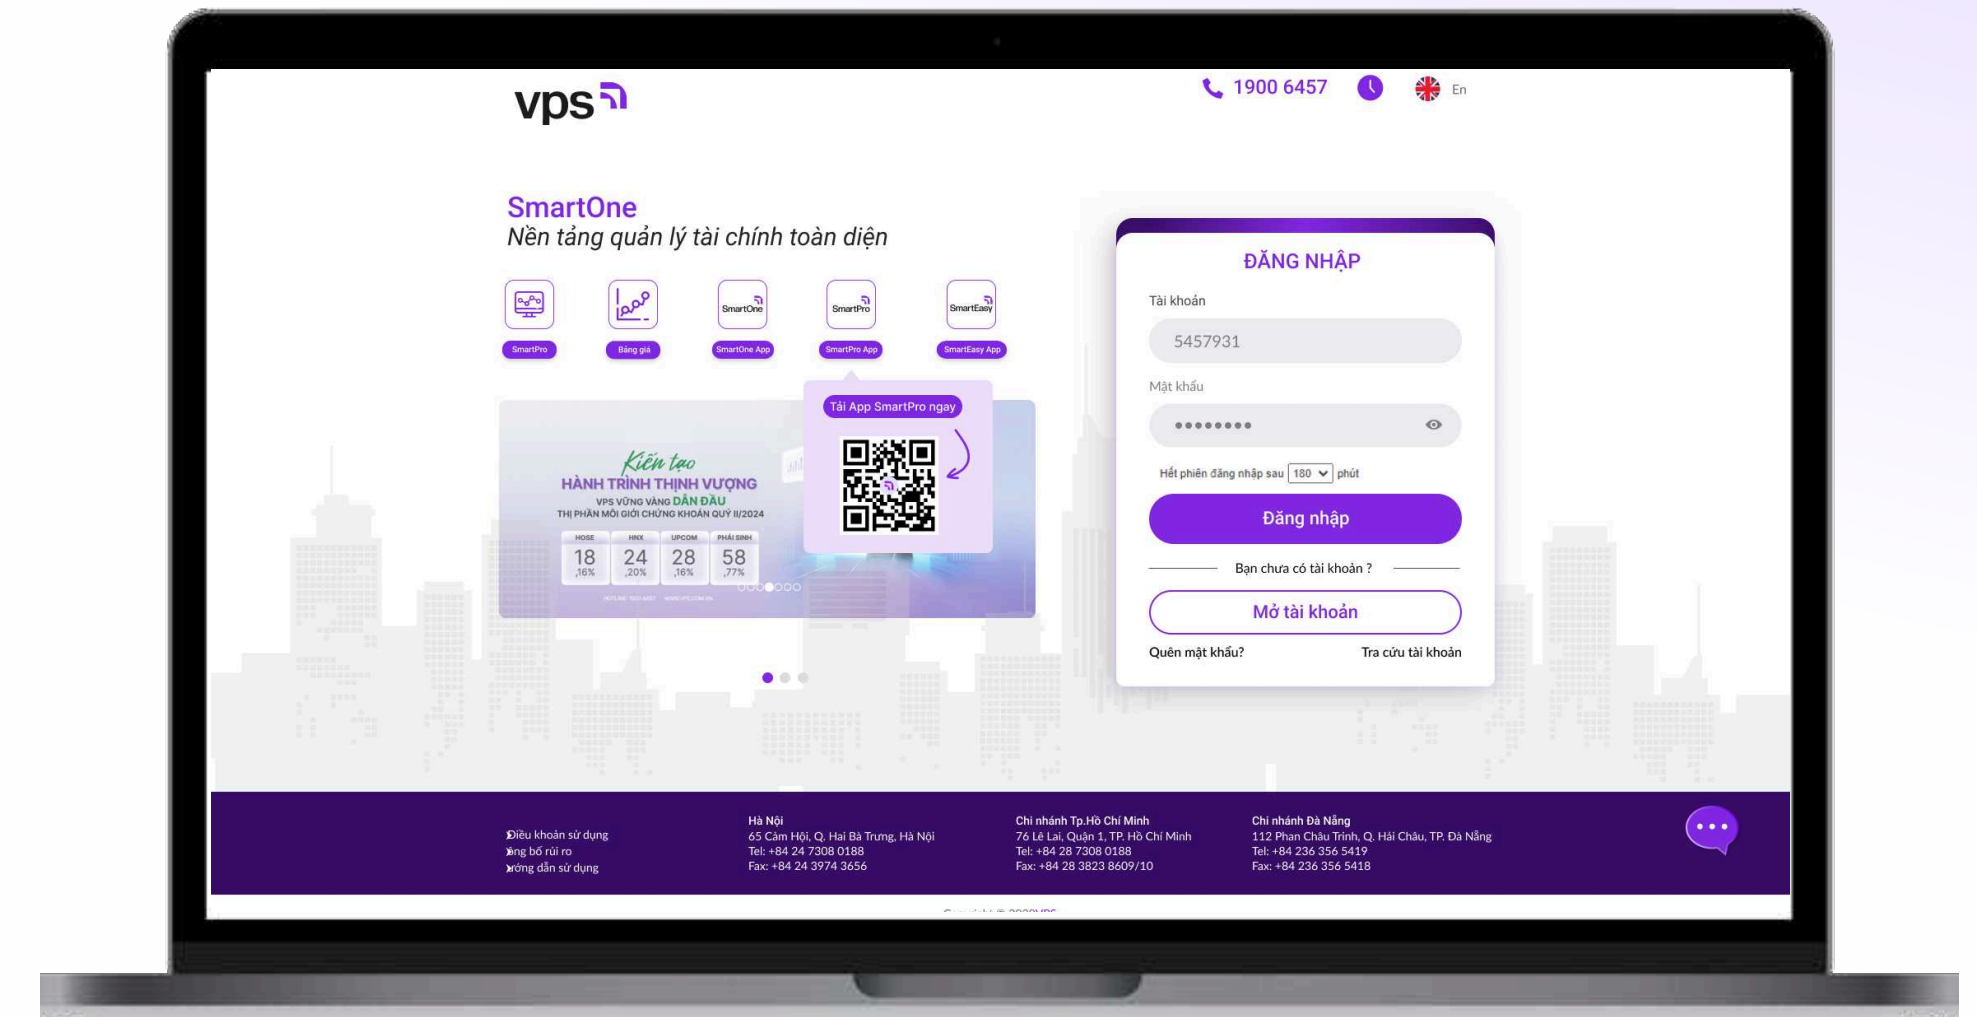 vps
1900 6457
En
SmartOne
Nền tảng quản lý tài chính toàn diện
SmartOne
SmartPro
SmartEasy
SmartPro
Bảng giá
SmartOne App
SmartPro App
SmartEasy App
Tải App SmartPro ngay
Kiến tạo
HÀNH TRÌNH THỊNH VƯỢNG
VPS VỮNG VÀNG DẪN ĐẦU
THỊ PHẦN MÔI GIỚI CHỨNG KHOÁN QUÝ II/2024
HOSE HNX UPCOM PHÁI SINH
18 24 28 58
,16% ,20% ,16% ,77%
ĐĂNG NHẬP
Tài khoản
5457931
Mật khẩu
Hết phiên đăng nhập sau 180 phút
Đăng nhập
Bạn chưa có tài khoản ?
Mở tài khoản
Quên mật khẩu? Tra cứu tài khoản
Điều khoản sử dụng
ông bố rủi ro
ướng dẫn sử dụng
Hà Nội
65 Cảm Hội, Q. Hai Bà Trưng, Hà Nội
Tel: +84 24 7308 0188
Fax: +84 24 3974 3656
Chi nhánh Tp.Hồ Chí Minh
76 Lê Lai, Quận 1, TP. Hồ Chí Minh
Tel: +84 28 7308 0188
Fax: +84 28 3823 8609/10
Chi nhánh Đà Nẵng
112 Phan Châu Trinh, Q. Hải Châu, TP. Đà Nẵng
Tel: +84 236 356 5419
Fax: +84 236 356 5418